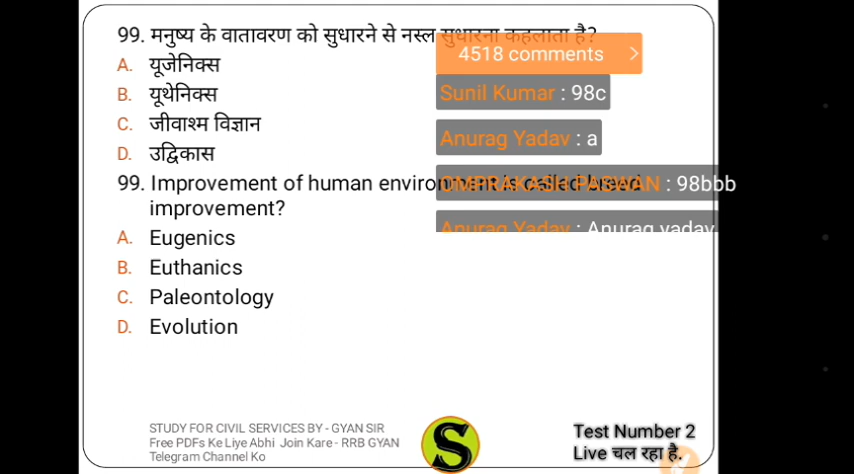 99. मनुष्य के वातावरण को सुधारने से नस्ल सुधारना कहलाता है?
4518 comments >
A. यूजेनिक्स
Sunil Kumar : 98c
B. यूथेनिक्स
C. जीवाश्म विज्ञान
Anurag Yadav : a
D. उद्विकास
OMPRAKASH PASWAN : 98bbb
99. Improvement of human environment is called breed
improvement?
Anurag Yadav : Anurag yadav
A. Eugenics
B. Euthanics
C. Paleontology
D. Evolution
STUDY FOR CIVIL SERVICES BY - GYAN SIR
Free PDFs Ke Liye Abhi Join Kare - RRB GYAN
Telegram Channel Ko
S
Test Number 2
Live चल रहा है.